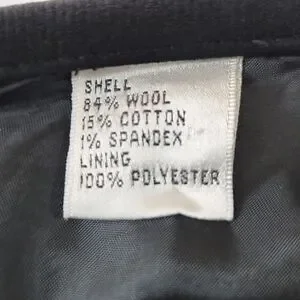 SHELL
84% WOOL
15% COTTON
1% SPANDEX
LINING
100% POLYESTER